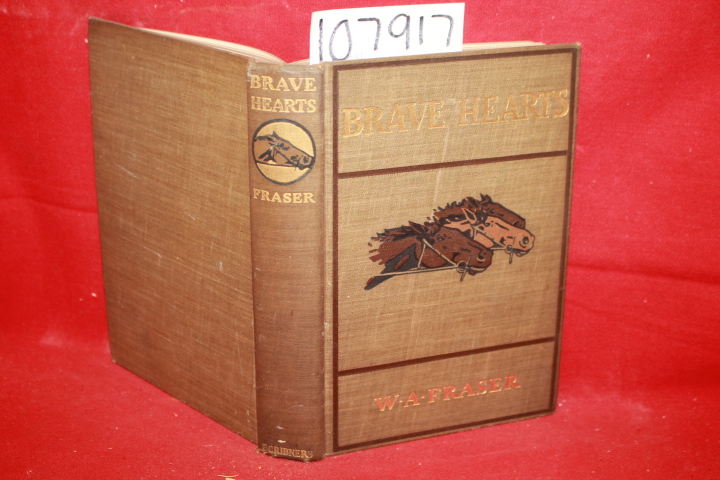 107917
BRAVE
HEARTS
FRASER
SCRIBNERS
BRAVE HEARTS
W·A·FRASER